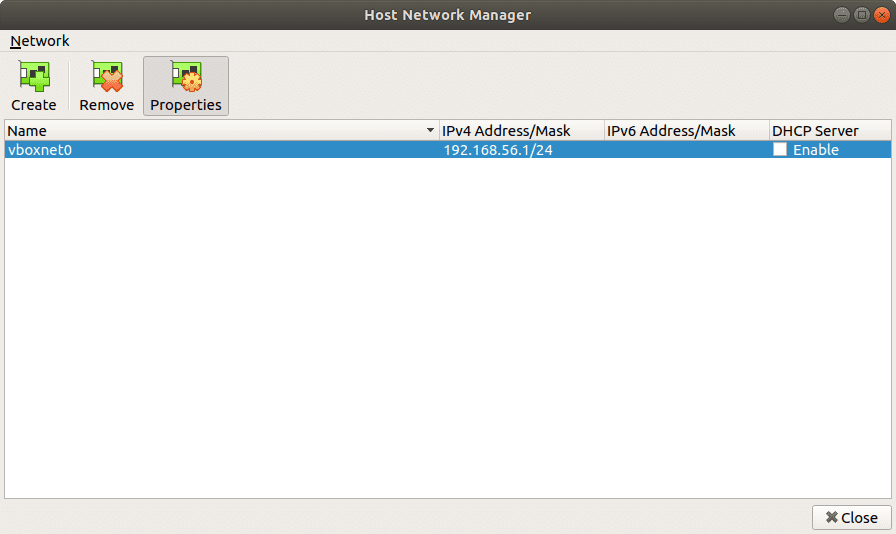 Host Network Manager
Network
Create Remove Properties
Name IPv4 Address/Mask IPv6 Address/Mask DHCP Server
vboxnet0 192.168.56.1/24 Enable
Close